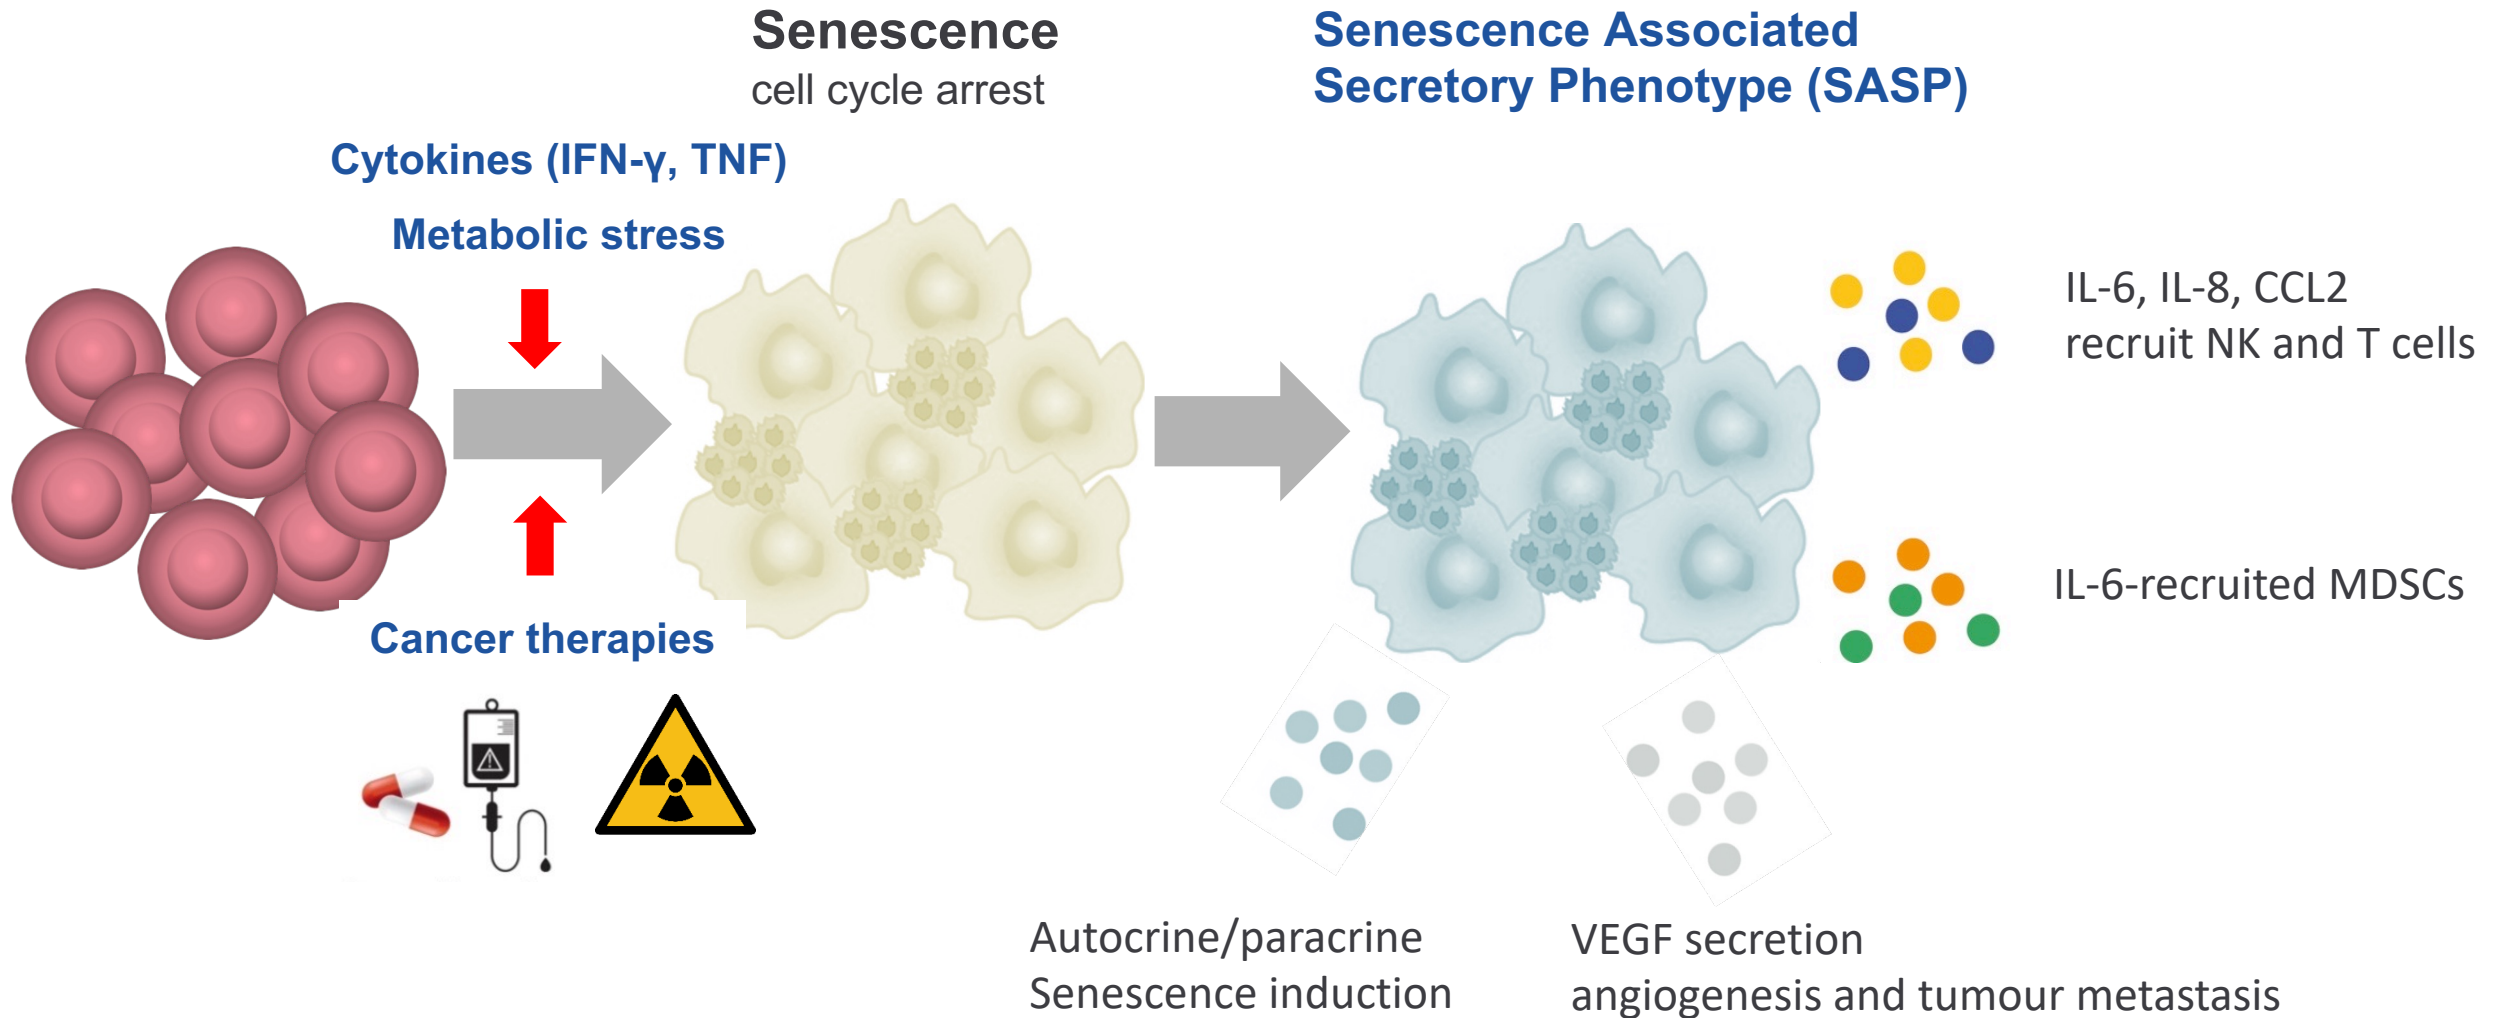 Senescence
cell cycle arrest
Senescence Associated
Secretory Phenotype (SASP)
Cytokines (IFN-γ, TNF)
Metabolic stress
Cancer therapies
IL-6, IL-8, CCL2
recruit NK and T cells
IL-6-recruited MDSCs
Autocrine/paracrine
Senescence induction
VEGF secretion
angiogenesis and tumour metastasis